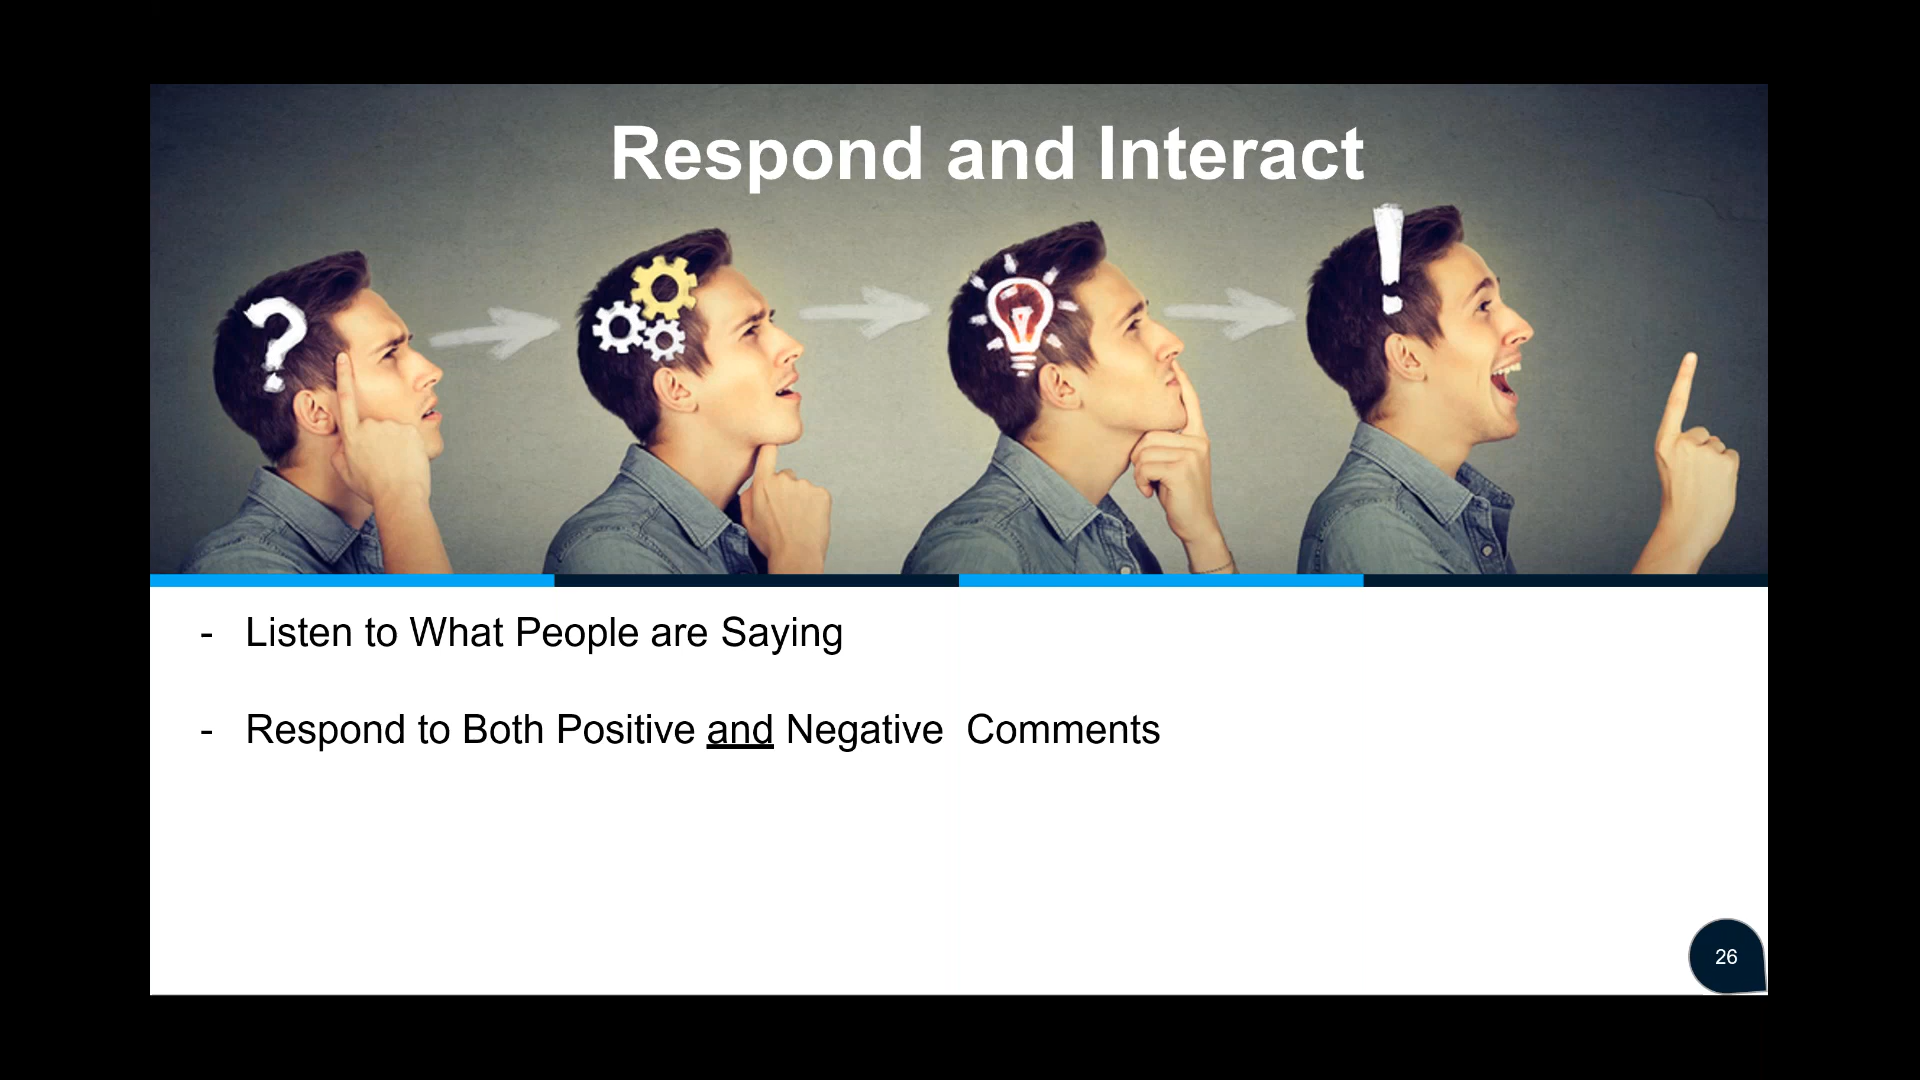 Respond and Interact
- Listen to What People are Saying
- Respond to Both Positive and Negative  Comments
26